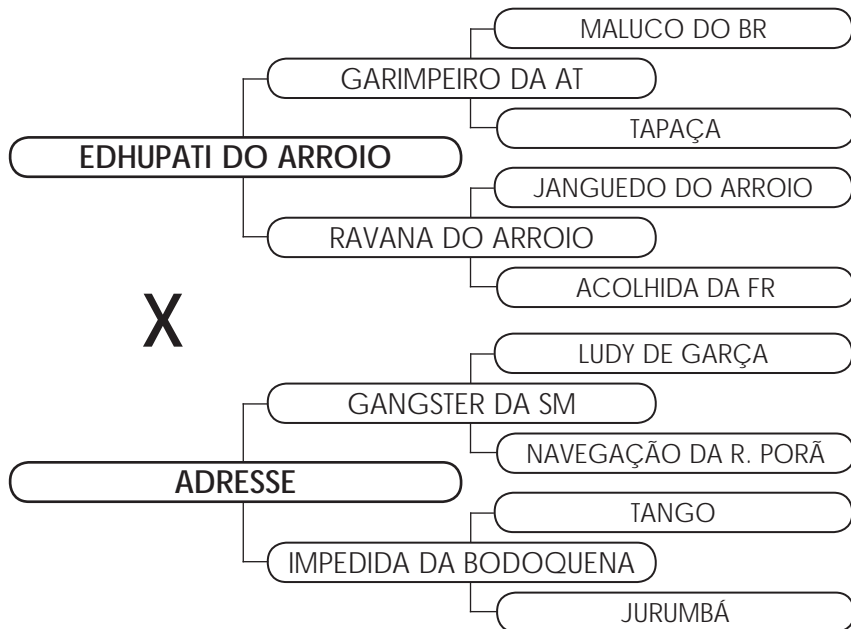 MALUCO DO BR
GARIMPEIRO DA AT
TAPAÇA
EDHUPATI DO ARROIO
JANGUEDO DO ARROIO
RAVANA DO ARROIO
ACOLHIDA DA FR
X
LUDY DE GARÇA
GANGSTER DA SM
NAVEGAÇÃO DA R. PORÃ
ADRESSE
TANGO
IMPEDIDA DA BODOQUENA
JURUMBÁ